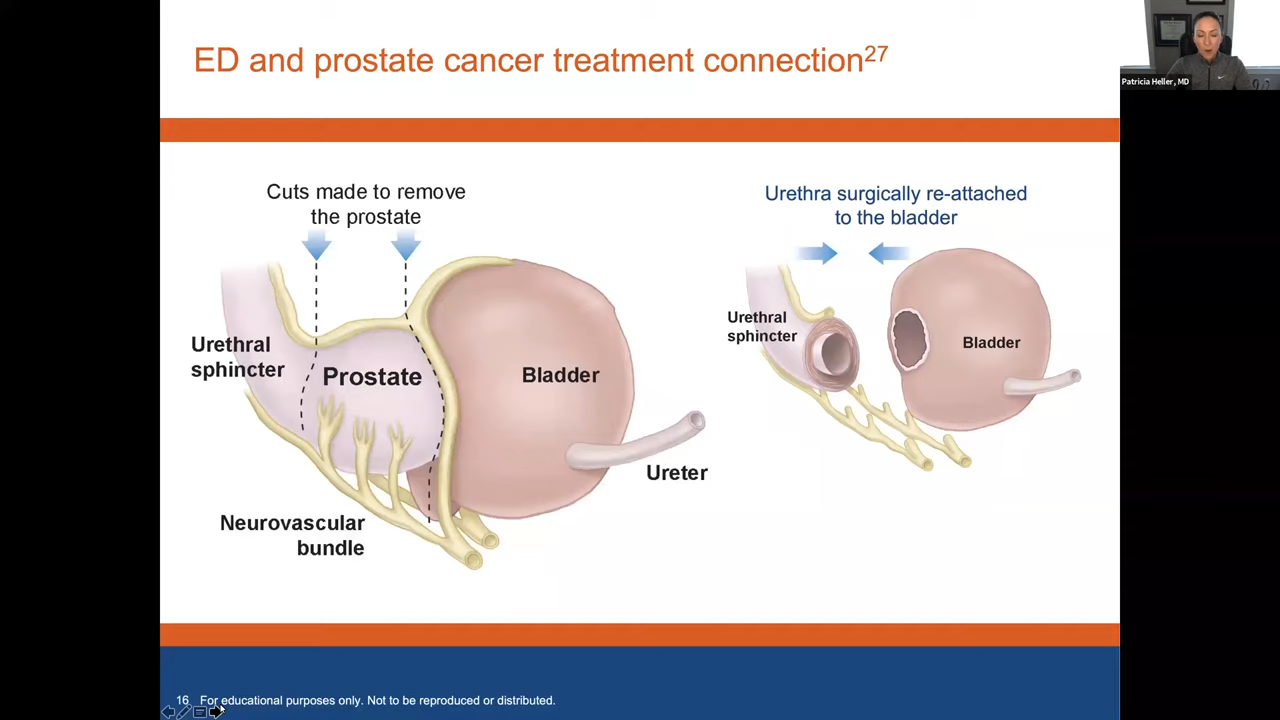 ED and prostate cancer treatment connection27
Patricia Heller, MD
Cuts made to remove
the prostate
Urethral
sphincter
Prostate
Bladder
Ureter
Neurovascular
bundle
Urethra surgically re-attached
to the bladder
Urethral
sphincter
Bladder
16 For educational purposes only. Not to be reproduced or distributed.